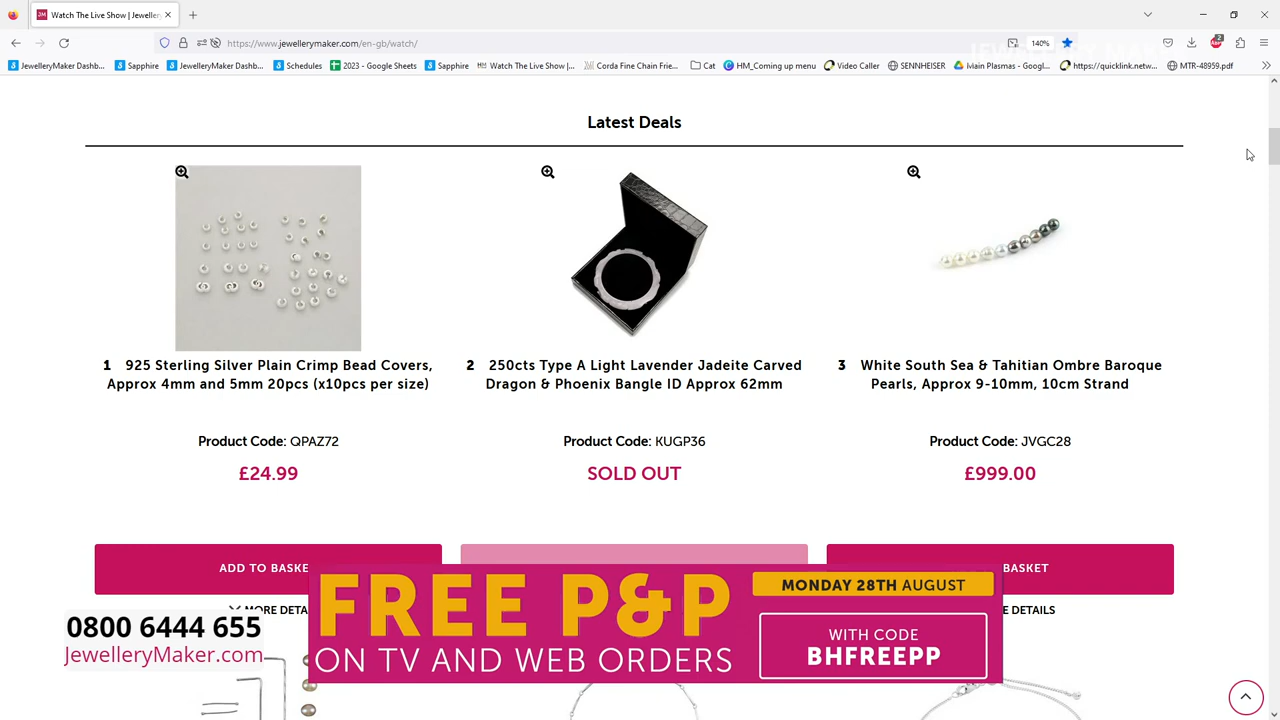 Watch The Live Show | Jeweller
https://www.jewellerymaker.com/en-gb/watch/
140%
2
JewelleryMaker Dashb...
Sapphire
JewelleryMaker Dashb...
Schedules
2023 - Google Sheets
Sapphire
Watch The Live Show |...
Corda Fine Chain Frie...
Cat
HM_Coming up menu
Video Caller
SENNHEISER
Main Plasmas - Googl...
https://quicklink.netw...
MTR-48959.pdf
Latest Deals
1 925 Sterling Silver Plain Crimp Bead Covers,
Approx 4mm and 5mm 20pcs (x10pcs per size)
Product Code: QPAZ72
£24.99
ADD TO BASKE
MORE DETA
2 250cts Type A Light Lavender Jadeite Carved
Dragon & Phoenix Bangle ID Approx 62mm
Product Code: KUGP36
SOLD OUT
3 White South Sea & Tahitian Ombre Baroque
Pearls, Approx 9-10mm, 10cm Strand
Product Code: JVGC28
£999.00
BASKET
E DETAILS
0800 6444 655
JewelleryMaker.com
FREE P&P
ON TV AND WEB ORDERS
MONDAY 28TH AUGUST
WITH CODE
BHFREEPP